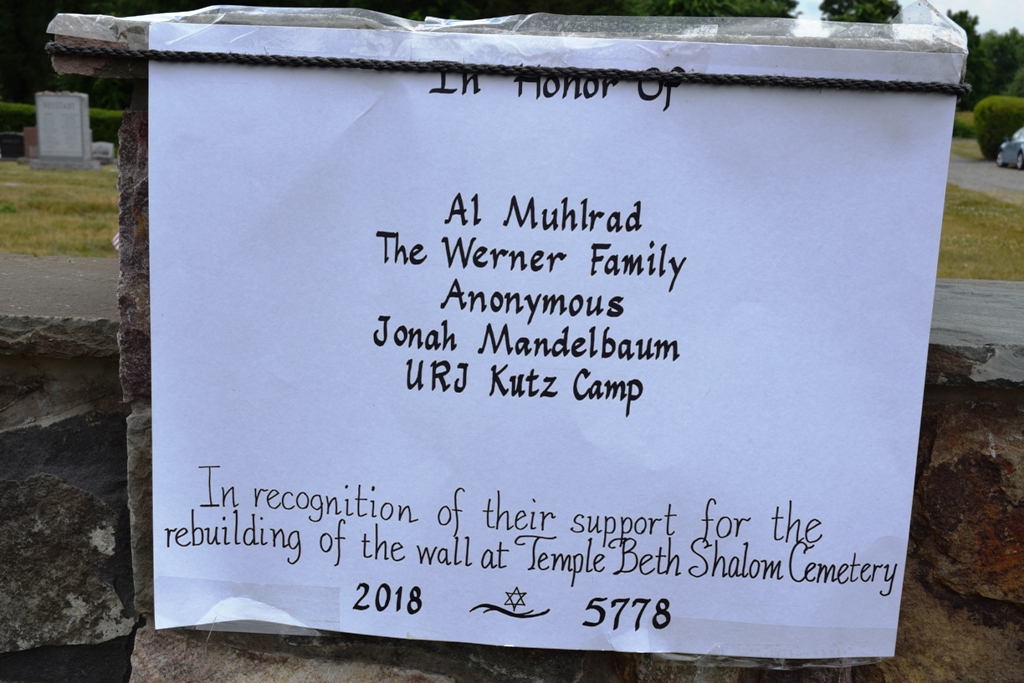 In Honor Of
Al Muhlrad
The Werner Family
Anonymous
Jonah Mandelbaum
URJ Kutz Camp
In recognition of their support for the
rebuilding of the wall at Temple Beth Shalom Cemetery
2018 5778